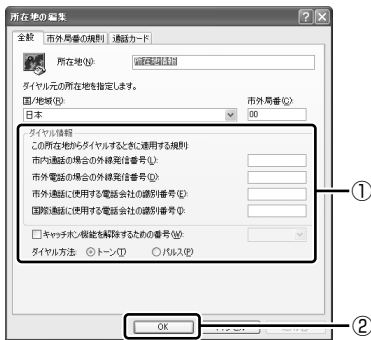 所在地の編集
全般 市外局番の規則 通話カード
所在地(N): 所在地情報
ダイヤル元の所在地を指定します。
国/地域(R): 市外局番(C):
日本 00
ダイヤル情報
この所在地からダイヤルするときに適用する規則:
市内通話の場合の外線発信番号(L):
市外電話の場合の外線発信番号(D):
市外通話に使用する電話会社の識別番号(E):
国際通話に使用する電話会社の識別番号(I):
キャッチホン機能を解除するための番号(W):
ダイヤル方法: トーン(T) パルス(P)
①
OK
②